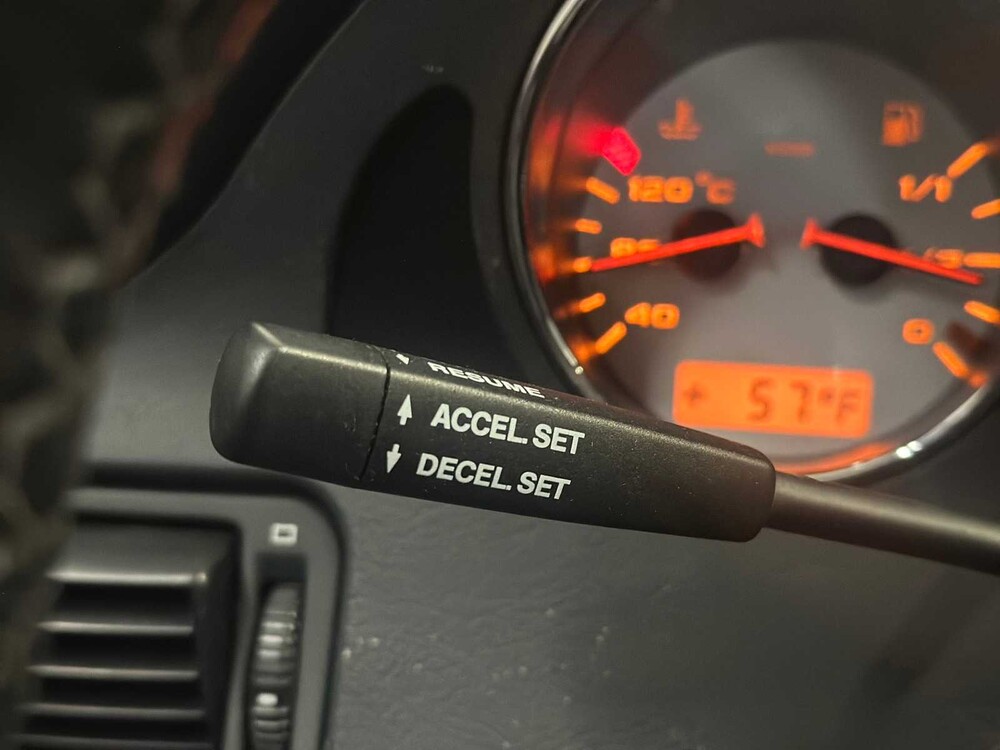 120°C
1/1
40
0
+ 57°F
RESUME
ACCEL. SET
DECEL. SET